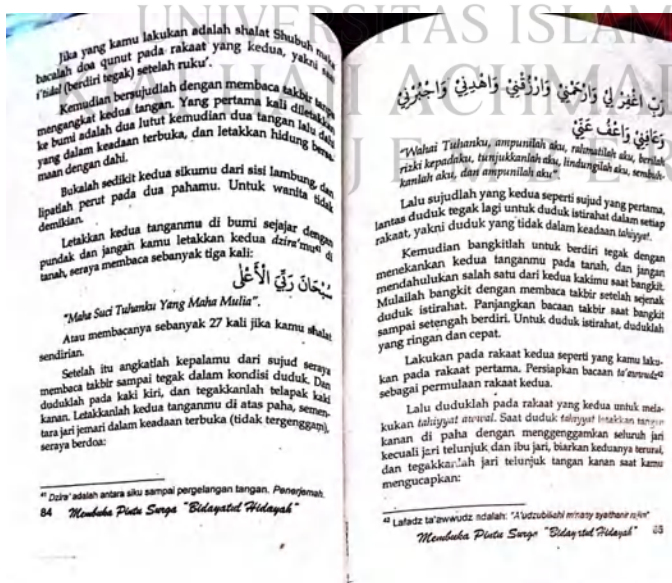 UNIVERSITAS ISLAM
ACHMAD
Jika yang kamu lakukan adalah shalat Shubuh maka
bacalah doa qunut pada rakaat yang kedua, yakni saat
i'tidal (berdiri tegak) setelah ruku'.
Kemudian bersujudlah dengan membaca takbir tanpa
mengangkat kedua tangan. Yang pertama kali diletakkan
ke bumi adalah dua lutut kemudian dua tangan lalu dahi
yang dalam keadaan terbuka, dan letakkan hidung bersa-
maan dengan dahi.
Bukalah sedikit kedua sikumu dari sisi lambung, dan
lipatlah perut pada dua pahamu. Untuk wanita tidak
demikian.
Letakkan kedua tanganmu di bumi sejajar dengan
pundak dan jangan kamu letakkan kedua dzira'mu⁴¹ di
tanah, seraya membaca sebanyak tiga kali:
سُبْحَانَ رَبِّيَ الْأَعْلَى
"Maha Suci Tuhanku Yang Maha Mulia".
Atau membacanya sebanyak 27 kali jika kamu shalat
sendirian.
Setelah itu angkatlah kepalamu dari sujud seraya
membaca takbir sampai tegak dalam kondisi duduk. Dan
duduklah pada kaki kiri, dan tegakkanlah telapak kaki
kanan. Letakkanlah kedua tanganmu di atas paha, semen-
tara jari jemari dalam keadaan terbuka (tidak tergenggam),
seraya berdoa:
⁴¹ Dzira' adalah antara siku sampai pergelangan tangan. Penerjemah.
84 Membuka Pintu Surga "Bidayatul Hidayah"
رَبِّ اغْفِرْ لِيْ وَارْحَمْنِيْ وَارْزُقْنِيْ وَاهْدِنِيْ وَاجْبُرْنِيْ
وَعَافِنِيْ وَاعْفُ عَنِّيْ
"Wahai Tuhanku, ampunilah aku, rahmatilah aku, berilah
rizki kepadaku, tunjukkanlah aku, lindungilah aku, sembuh-
kanlah aku, dan ampunilah aku".
Lalu sujudlah yang kedua seperti sujud yang pertama,
lantas duduk tegak lagi untuk duduk istirahat dalam setiap
rakaat, yakni duduk yang tidak dalam keadaan tahiyyat.
Kemudian bangkitlah untuk berdiri tegak dengan
menekankan kedua tanganmu pada tanah, dan jangan
mendahulukan salah satu dari kedua kakimu saat bangkit.
Mulailah bangkit dengan membaca takbir setelah sejenak
duduk istirahat. Panjangkan bacaan takbir saat bangkit
sampai setengah berdiri. Untuk duduk istirahat, duduklah
yang ringan dan cepat.
Lakukan pada rakaat kedua seperti yang kamu laku-
kan pada rakaat pertama. Persiapkan bacaan ta'awwudz⁴²
sebagai permulaan rakaat kedua.
Lalu duduklah pada rakaat yang kedua untuk mela-
kukan tahiyyat awwal. Saat duduk tahiyyat letakkan tangan
kanan di paha dengan menggenggamkan seluruh jari
kecuali jari telunjuk dan ibu jari, biarkan keduanya terurai,
dan tegakkanlah jari telunjuk tangan kanan saat kamu
mengucapkan:
⁴² Lafadz ta'awwudz adalah: "A'udzubillahi minasy syaithanir rajim"
Membuka Pintu Surga "Bidayatul Hidayah" 85